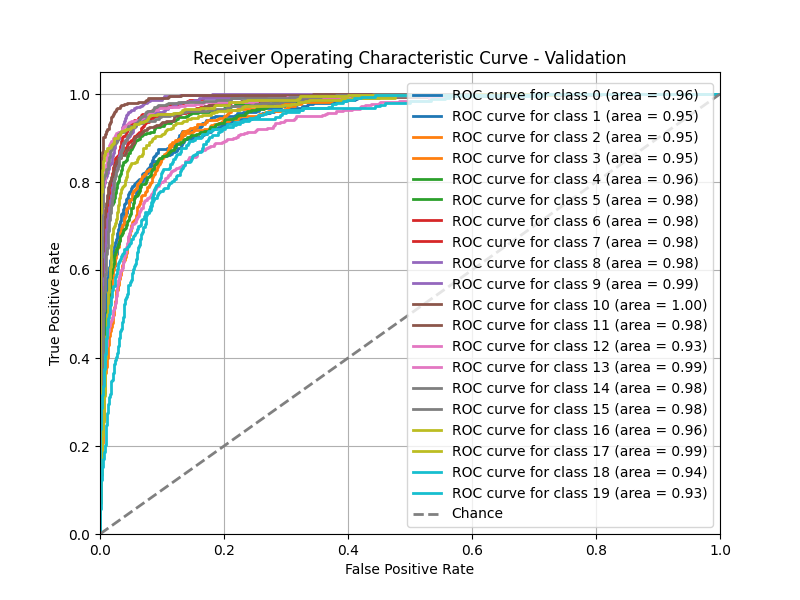 Receiver Operating Characteristic Curve - Validation
True Positive Rate
1.0
0.8
0.6
0.4
0.2
0.0
ROC curve for class 0 (area = 0.96)
ROC curve for class 1 (area = 0.95)
ROC curve for class 2 (area = 0.95)
ROC curve for class 3 (area = 0.95)
ROC curve for class 4 (area = 0.96)
ROC curve for class 5 (area = 0.98)
ROC curve for class 6 (area = 0.98)
ROC curve for class 7 (area = 0.98)
ROC curve for class 8 (area = 0.98)
ROC curve for class 9 (area = 0.99)
ROC curve for class 10 (area = 1.00)
ROC curve for class 11 (area = 0.98)
ROC curve for class 12 (area = 0.93)
ROC curve for class 13 (area = 0.99)
ROC curve for class 14 (area = 0.98)
ROC curve for class 15 (area = 0.98)
ROC curve for class 16 (area = 0.96)
ROC curve for class 17 (area = 0.99)
ROC curve for class 18 (area = 0.94)
ROC curve for class 19 (area = 0.93)
Chance
0.0 0.2 0.4 0.6 0.8 1.0
False Positive Rate